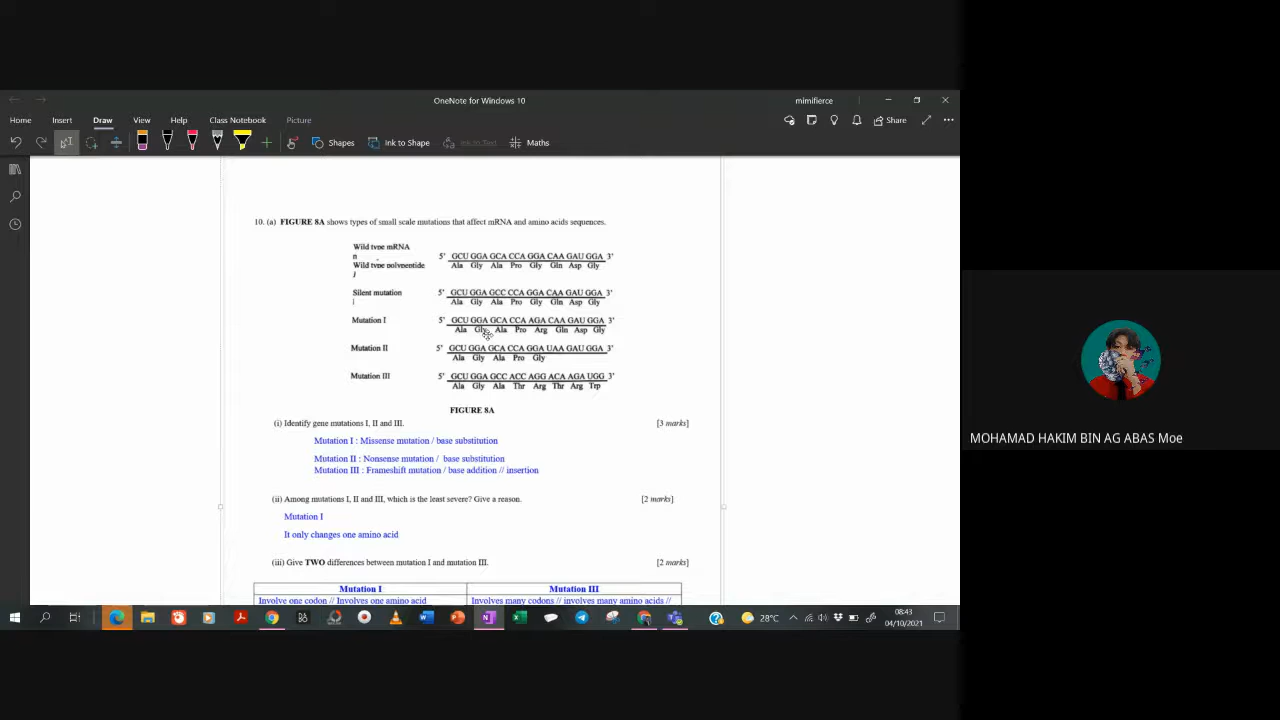 OneNote for Windows 10
mimifierce
Home Insert Draw View Help Class Notebook Picture
Share
Shapes Ink to Shape Ink to Text Maths
10. (a) FIGURE 8A shows types of small scale mutations that affect mRNA and amino acids sequences.
Wild type mRNA
n
5' GCU GGA GCA CCA GGA CAA GAU GGA 3'
Wild type polypeptide Ala Gly Ala Pro Gly Gln Asp Gly
Silent mutation 5' GCU GGA GCC CCA GGA CAA GAU GGA 3'
Ala Gly Ala Pro Gly Gln Asp Gly
Mutation I 5' GCU GGA GCA CCA AGA CAA GAU GGA 3'
Ala Gly Ala Pro Arg Gln Asp Gly
Mutation II 5' GCU GGA GCA CCA GGA UAA GAU GGA 3'
Ala Gly Ala Pro Gly
Mutation III 5' GCU GGA GCC ACC AGG ACA AGA UGG 3'
Ala Gly Ala Thr Arg Thr Arg Trp
FIGURE 8A
(i) Identify gene mutations I, II and III. [3 marks]
Mutation I : Missense mutation / base substitution
Mutation II : Nonsense mutation / base substitution
Mutation III : Frameshift mutation / base addition // insertion
(ii) Among mutations I, II and III, which is the least severe? Give a reason. [2 marks]
Mutation I
It only changes one amino acid
(iii) Give TWO differences between mutation I and mutation III. [2 marks]
Mutation I Mutation III
Involve one codon // Involves one amino acid Involves many codons // involves many amino acids //
28°C
08:43
04/10/2021
MOHAMAD HAKIM BIN AG ABAS Moe